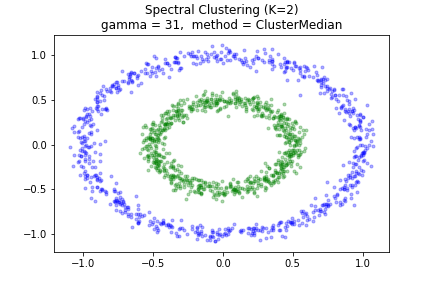 Spectral Clustering (K=2)
gamma = 31,  method = ClusterMedian
1.0
0.5
0.0
−0.5
−1.0
−1.0 −0.5 0.0 0.5 1.0